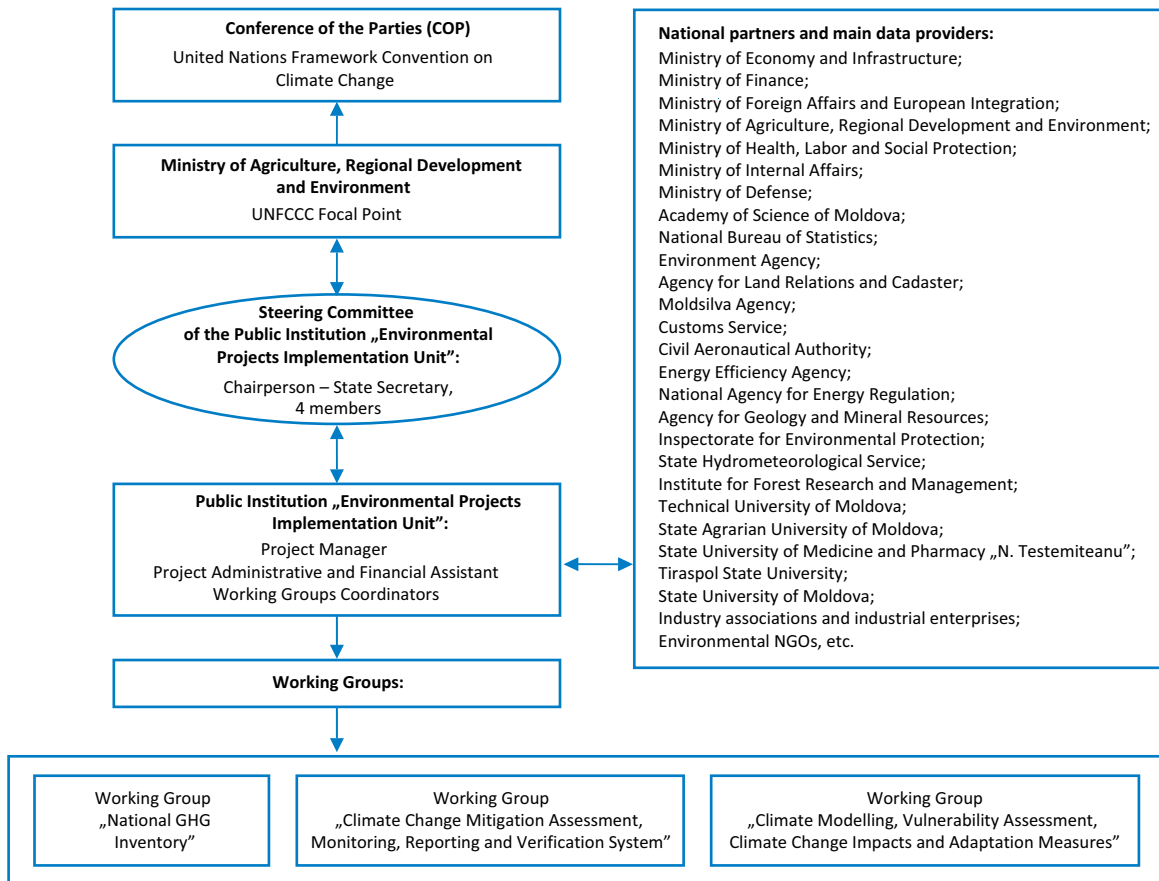 Conference of the Parties (COP)
United Nations Framework Convention on
Climate Change
Ministry of Agriculture, Regional Development
and Environment
UNFCCC Focal Point
Steering Committee
of the Public Institution „Environmental
Projects Implementation Unit”:
Chairperson – State Secretary,
4 members
Public Institution „Environmental Projects
Implementation Unit”:
Project Manager
Project Administrative and Financial Assistant
Working Groups Coordinators
Working Groups:
National partners and main data providers:
Ministry of Economy and Infrastructure;
Ministry of Finance;
Ministry of Foreign Affairs and European Integration;
Ministry of Agriculture, Regional Development and Environment;
Ministry of Health, Labor and Social Protection;
Ministry of Internal Affairs;
Ministry of Defense;
Academy of Science of Moldova;
National Bureau of Statistics;
Environment Agency;
Agency for Land Relations and Cadaster;
Moldsilva Agency;
Customs Service;
Civil Aeronautical Authority;
Energy Efficiency Agency;
National Agency for Energy Regulation;
Agency for Geology and Mineral Resources;
Inspectorate for Environmental Protection;
State Hydrometeorological Service;
Institute for Forest Research and Management;
Technical University of Moldova;
State Agrarian University of Moldova;
State University of Medicine and Pharmacy „N. Testemiteanu”;
Tiraspol State University;
State University of Moldova;
Industry associations and industrial enterprises;
Environmental NGOs, etc.
Working Group
„National GHG
Inventory”
Working Group
„Climate Change Mitigation Assessment,
Monitoring, Reporting and Verification System”
Working Group
„Climate Modelling, Vulnerability Assessment,
Climate Change Impacts and Adaptation Measures”